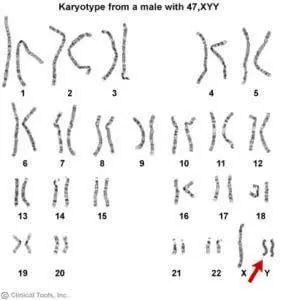 Karyotype from a male with 47,XYY
1 2 3 4 5
6 7 8 9 10 11 12
13 14 15 16 17 18
19 20 21 22 X Y
© Clinical Tools, Inc.